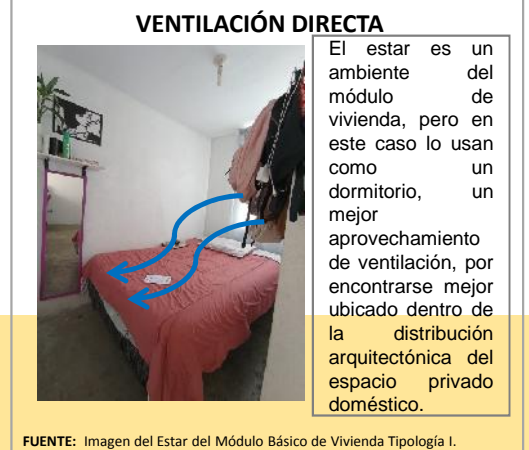 VENTILACIÓN DIRECTA
El estar es un
ambiente del
módulo de
vivienda, pero en
este caso lo usan
como un
dormitorio, un
mejor
aprovechamiento
de ventilación, por
encontrarse mejor
ubicado dentro de
la distribución
arquitectónica del
espacio privado
doméstico.
FUENTE: Imagen del Estar del Módulo Básico de Vivienda Tipología I.